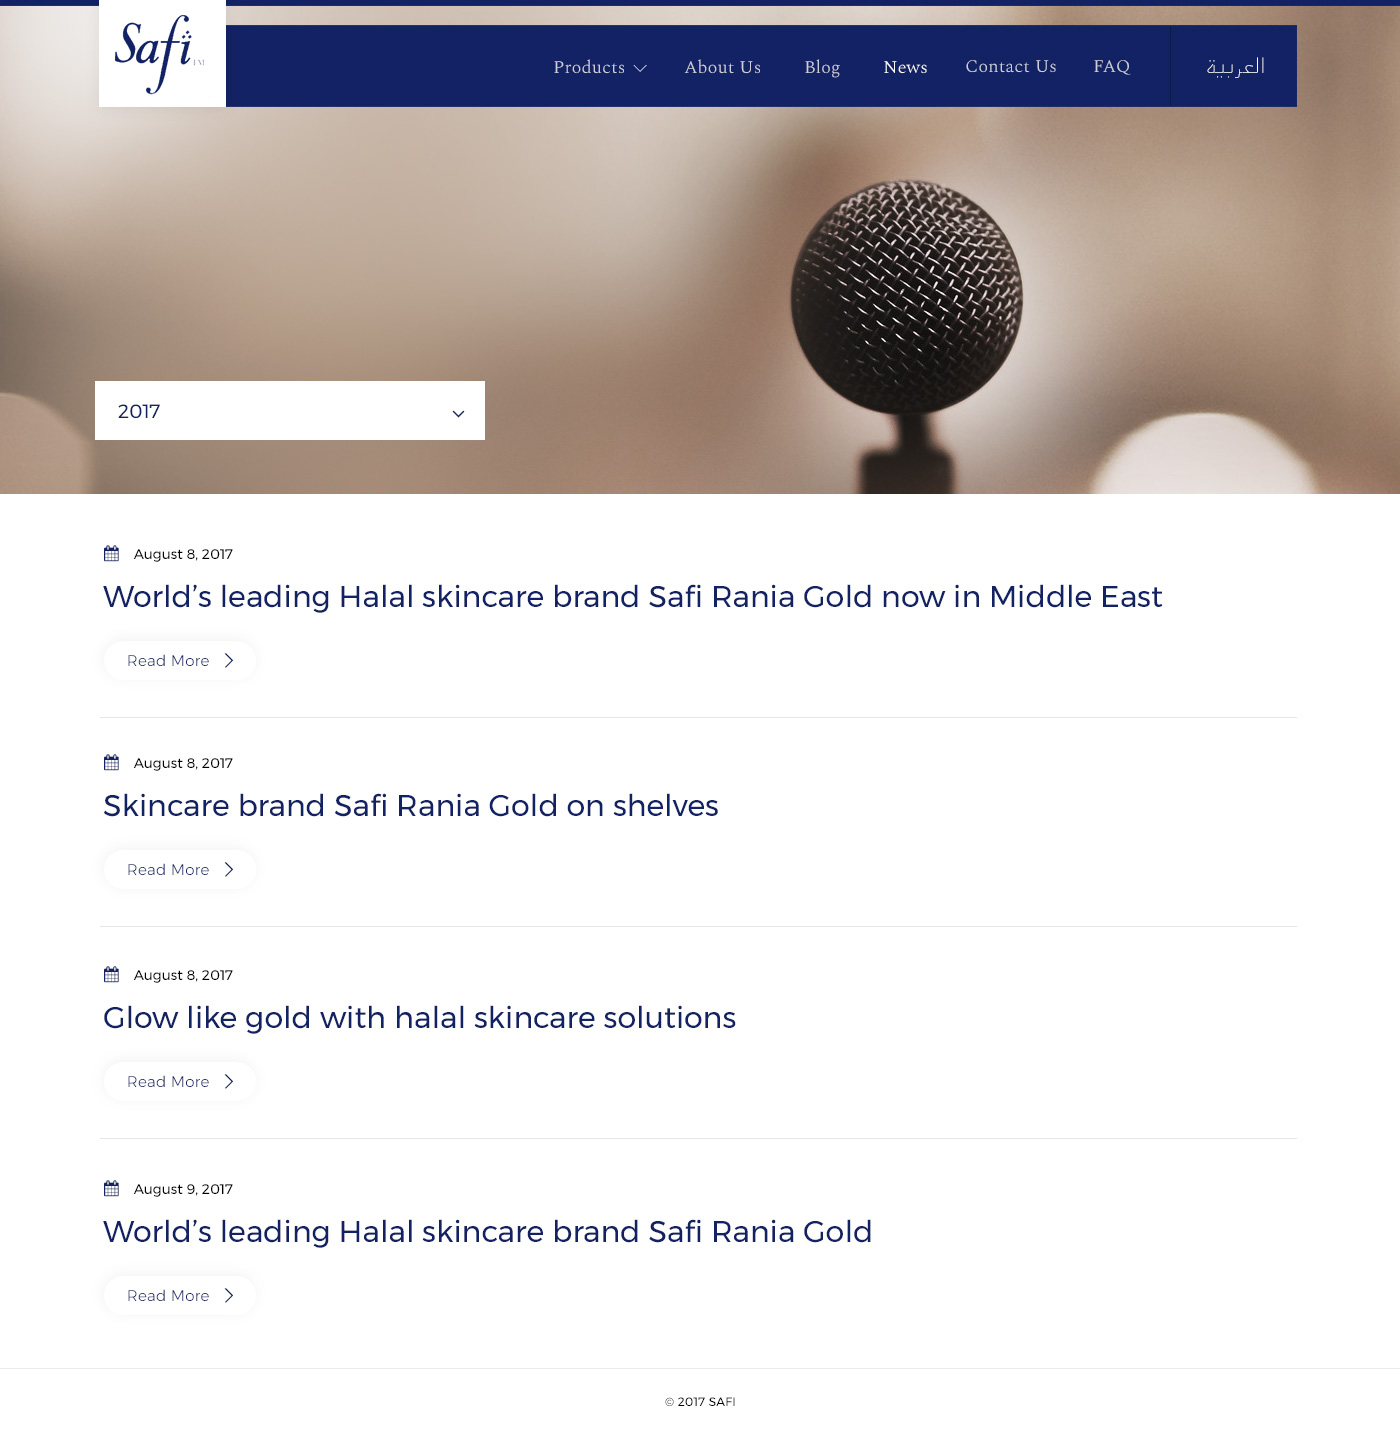 Safi
TM
Products
About Us
Blog
News
Contact Us
FAQ
العربية
2017
August 8, 2017
World’s leading Halal skincare brand Safi Rania Gold now in Middle East
Read More
August 8, 2017
Skincare brand Safi Rania Gold on shelves
Read More
August 8, 2017
Glow like gold with halal skincare solutions
Read More
August 9, 2017
World’s leading Halal skincare brand Safi Rania Gold
Read More
© 2017 SAFI